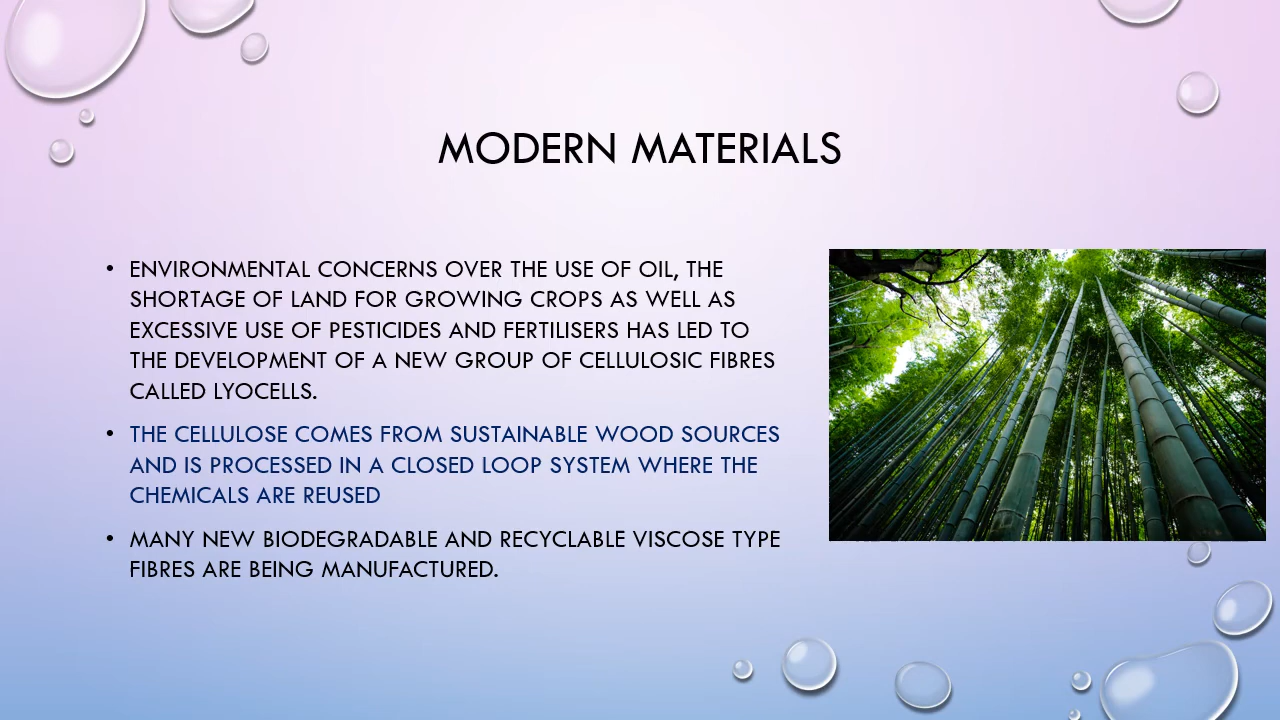 MODERN MATERIALS
• ENVIRONMENTAL CONCERNS OVER THE USE OF OIL, THE
SHORTAGE OF LAND FOR GROWING CROPS AS WELL AS
EXCESSIVE USE OF PESTICIDES AND FERTILISERS HAS LED TO
THE DEVELOPMENT OF A NEW GROUP OF CELLULOSIC FIBRES
CALLED LYOCELLS.
• THE CELLULOSE COMES FROM SUSTAINABLE WOOD SOURCES
AND IS PROCESSED IN A CLOSED LOOP SYSTEM WHERE THE
CHEMICALS ARE REUSED
• MANY NEW BIODEGRADABLE AND RECYCLABLE VISCOSE TYPE
FIBRES ARE BEING MANUFACTURED.